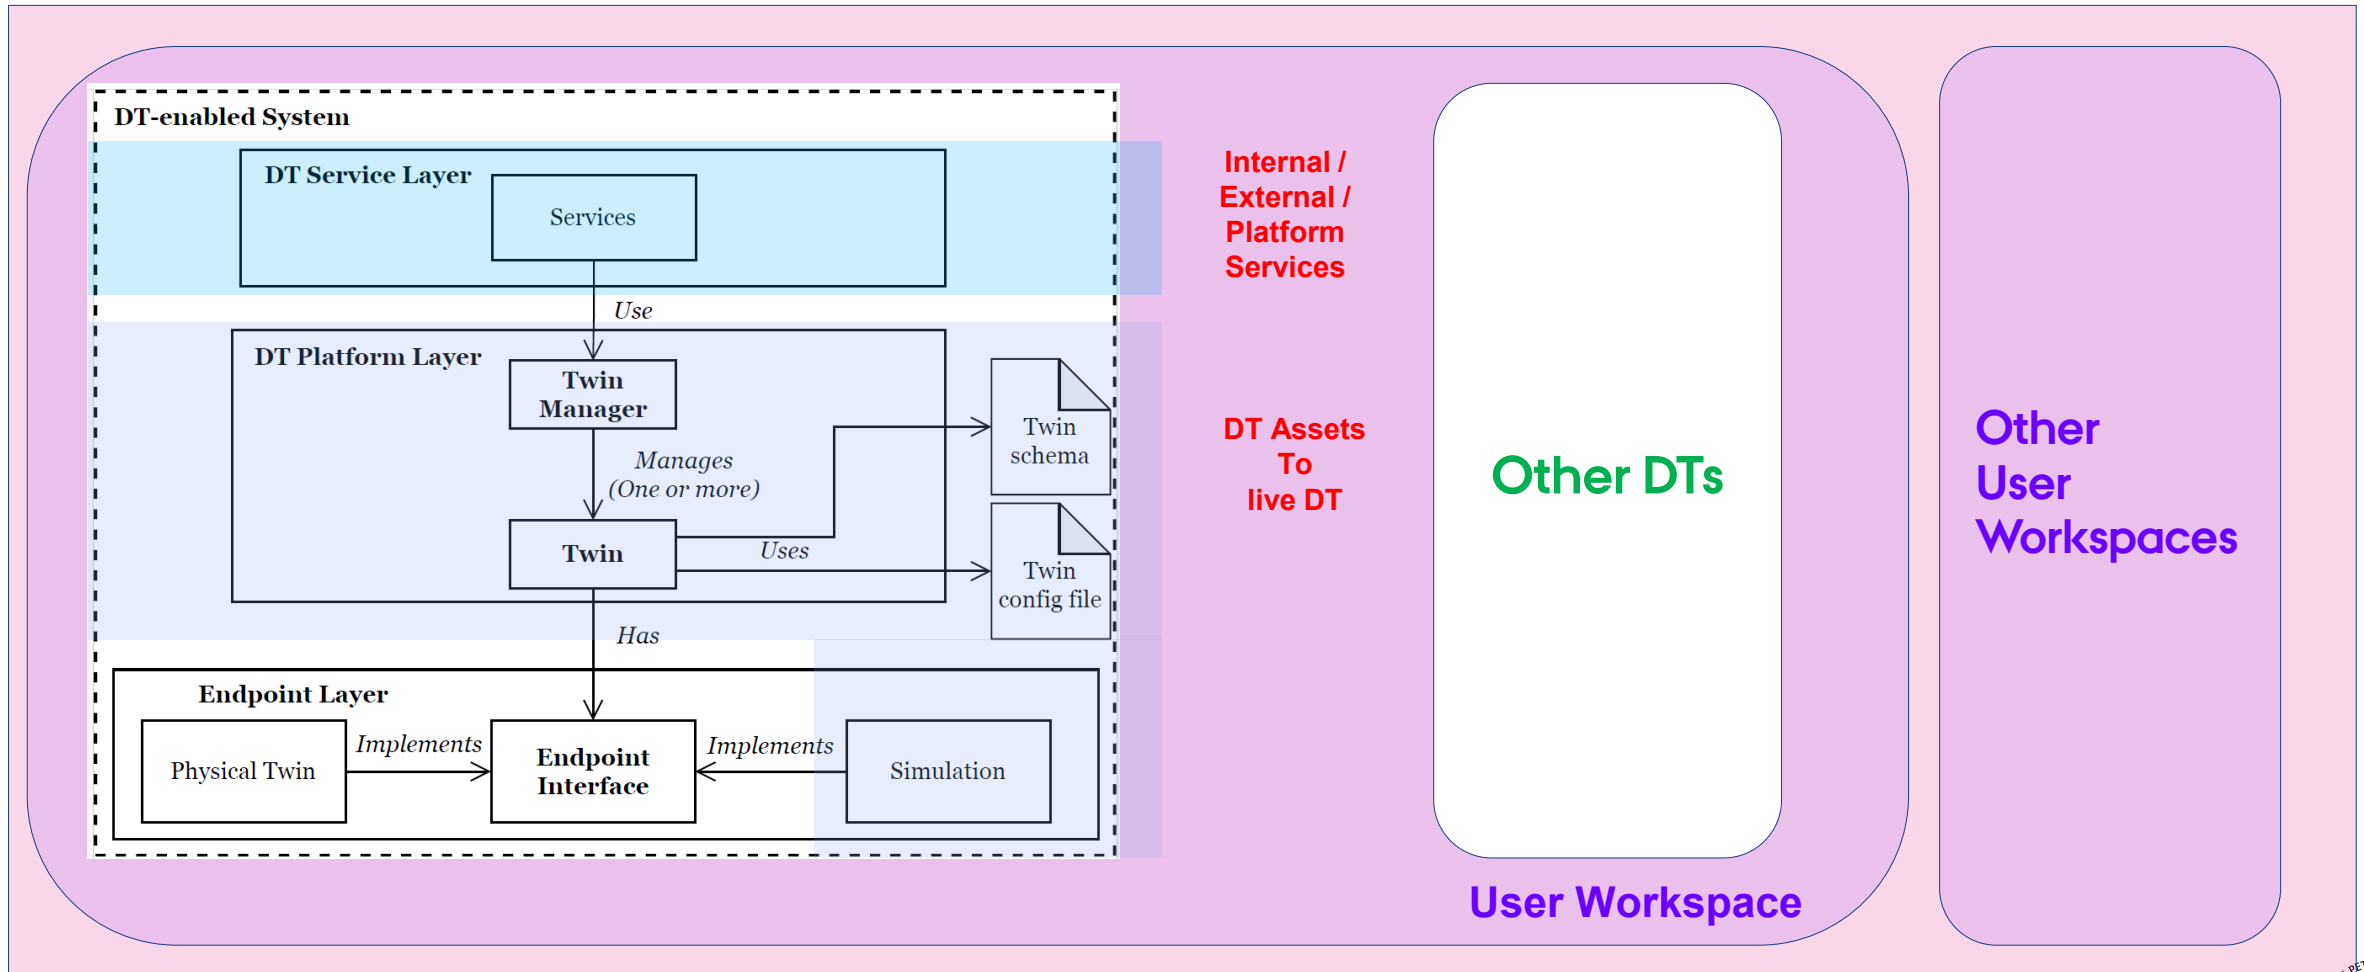 DT-enabled System
DT Service Layer
Services
Use
DT Platform Layer
Twin
Manager
Manages
(One or more)
Twin
Uses
Twin
schema
Twin
config file
Has
Endpoint Layer
Physical Twin
Implements
Endpoint
Interface
Implements
Simulation
Internal /
External /
Platform
Services
DT Assets
To
live DT
Other DTs
User Workspace
Other
User
Workspaces